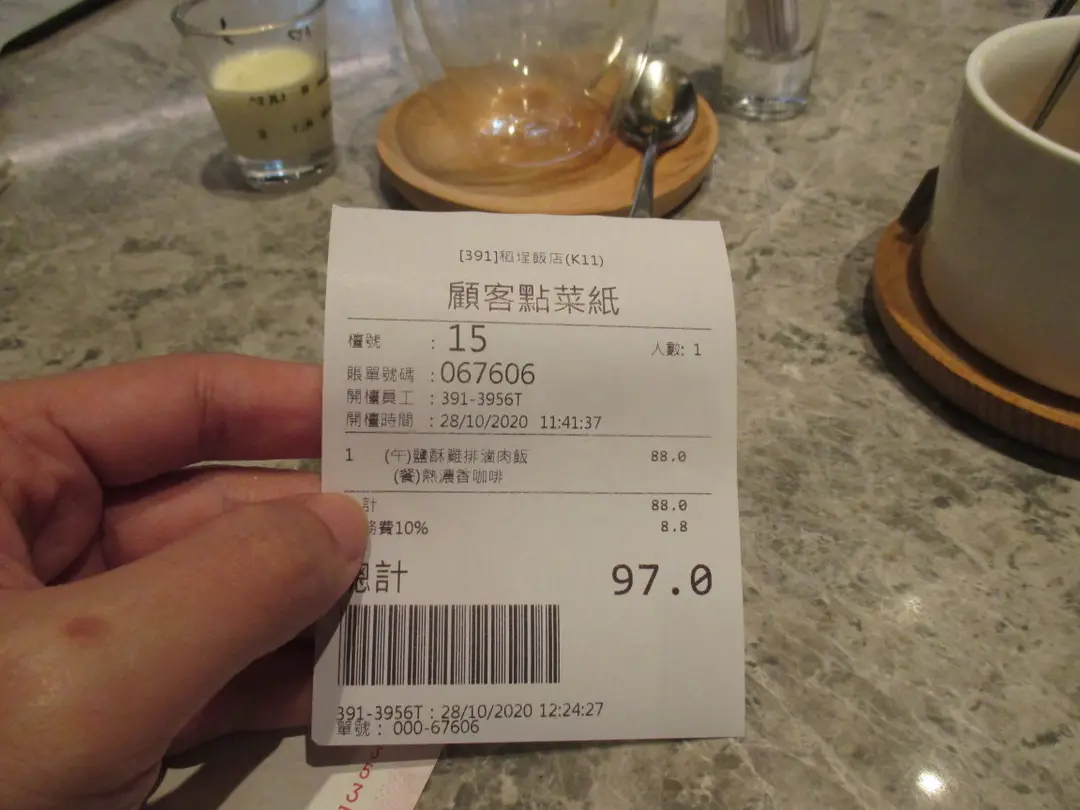 [391]稻埕飯店(K11)
顧客點菜紙
檯號 : 15 人數: 1
賬單號碼 : 067606
開檯員工 : 391-3956T
開檯時間 : 28/10/2020 11:41:37
1 (午)鹽酥雞排滷肉飯 88.0
(餐)熱濃香咖啡
計 88.0
務費10% 8.8
總計 97.0
391-3956T : 28/10/2020 12:24:27
單號 : 000-67606